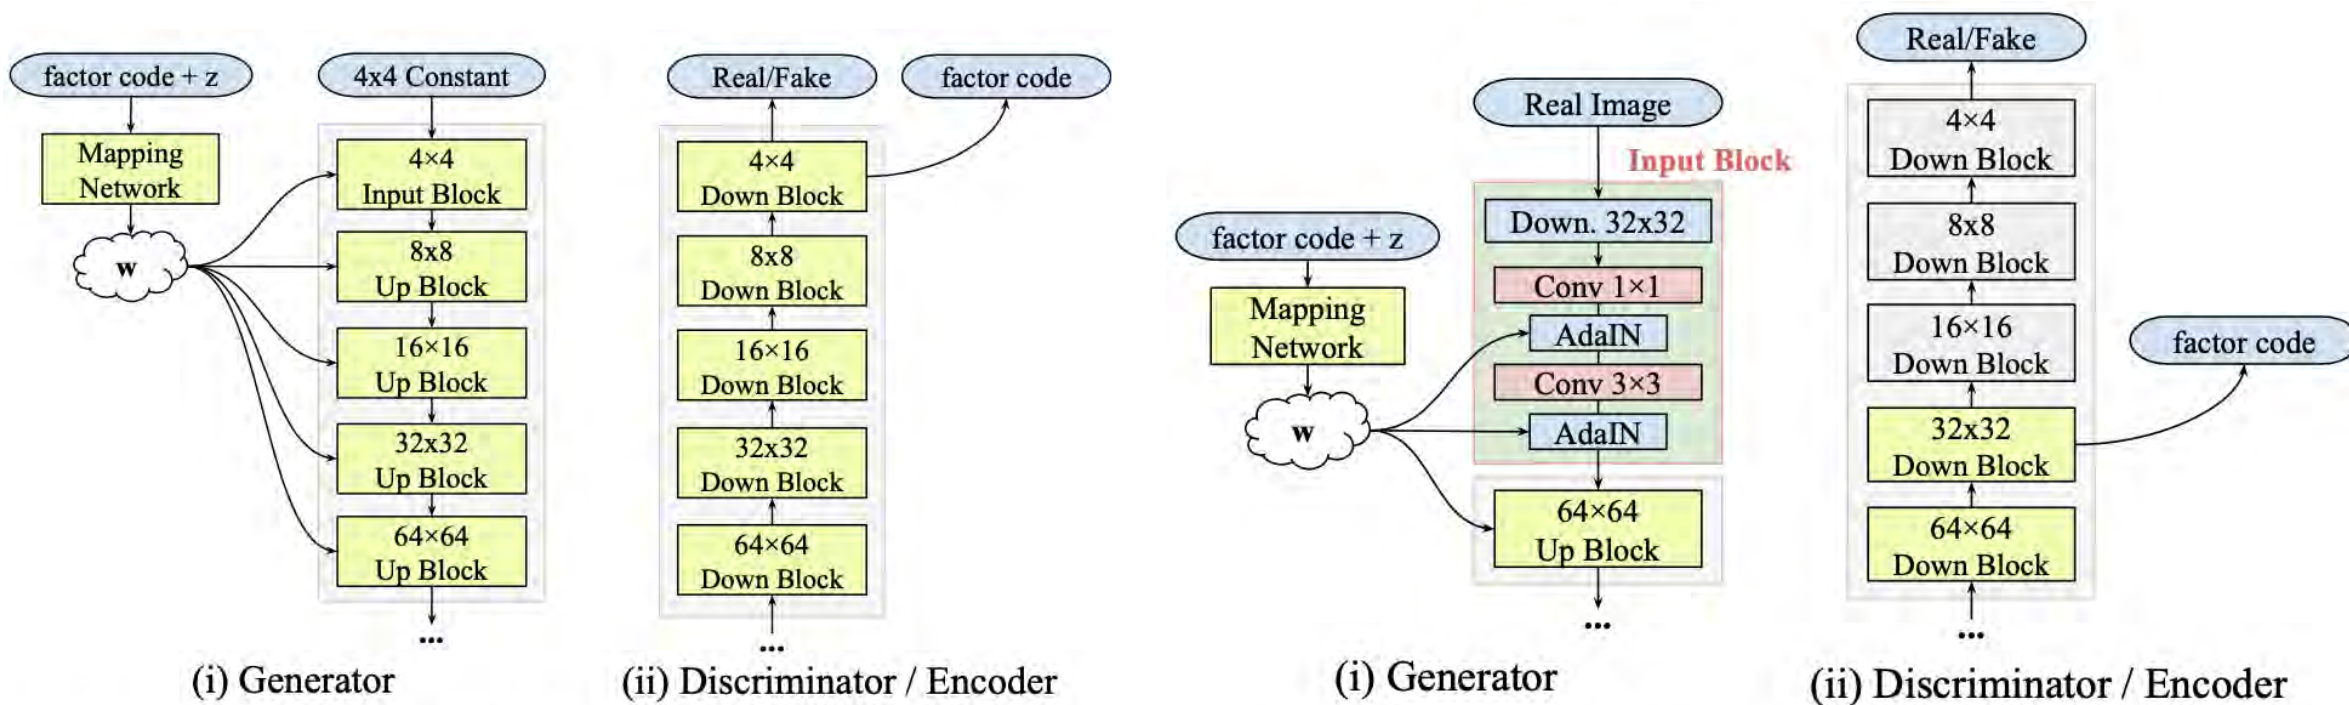 factor code + z
Mapping
Network
w
4x4 Constant
4×4
Input Block
8x8
Up Block
16×16
Up Block
32x32
Up Block
64×64
Up Block
...
(i) Generator
Real/Fake
factor code
4×4
Down Block
8x8
Down Block
16×16
Down Block
32x32
Down Block
64×64
Down Block
...
(ii) Discriminator / Encoder
factor code + z
Mapping
Network
w
Real Image
Input Block
Down. 32x32
Conv 1×1
AdaIN
Conv 3×3
AdaIN
64×64
Up Block
...
(i) Generator
Real/Fake
4×4
Down Block
8x8
Down Block
16×16
Down Block
factor code
32x32
Down Block
64×64
Down Block
...
(ii) Discriminator / Encoder